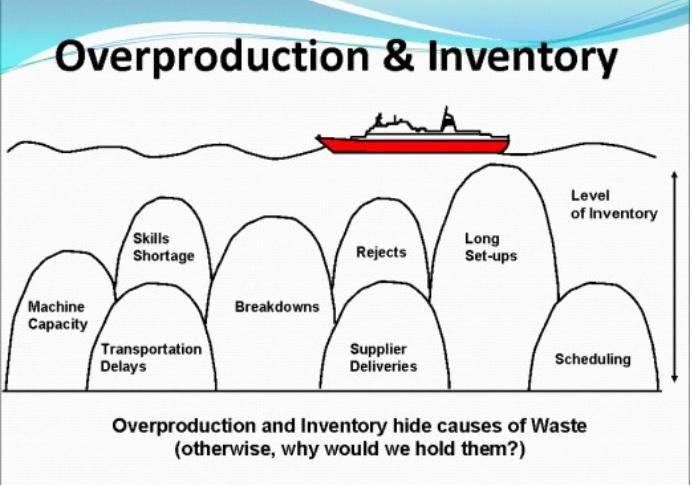 Overproduction & Inventory
Level
of Inventory
Skills
Shortage
Rejects
Long
Set-ups
Machine
Capacity
Breakdowns
Transportation
Delays
Supplier
Deliveries
Scheduling
Overproduction and Inventory hide causes of Waste
(otherwise, why would we hold them?)